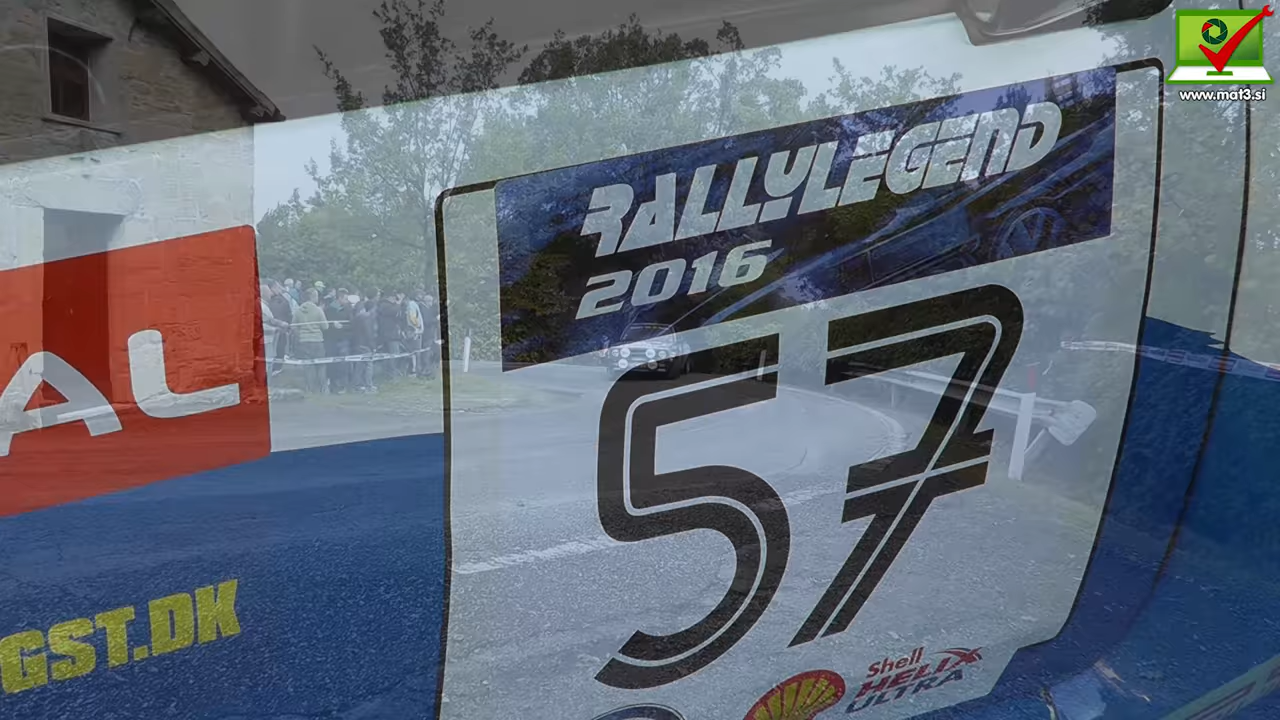 www.mat3.si
RALLYLEGEND
2016
57
AL
GST.DK
Shell
HELIX
ULTRA